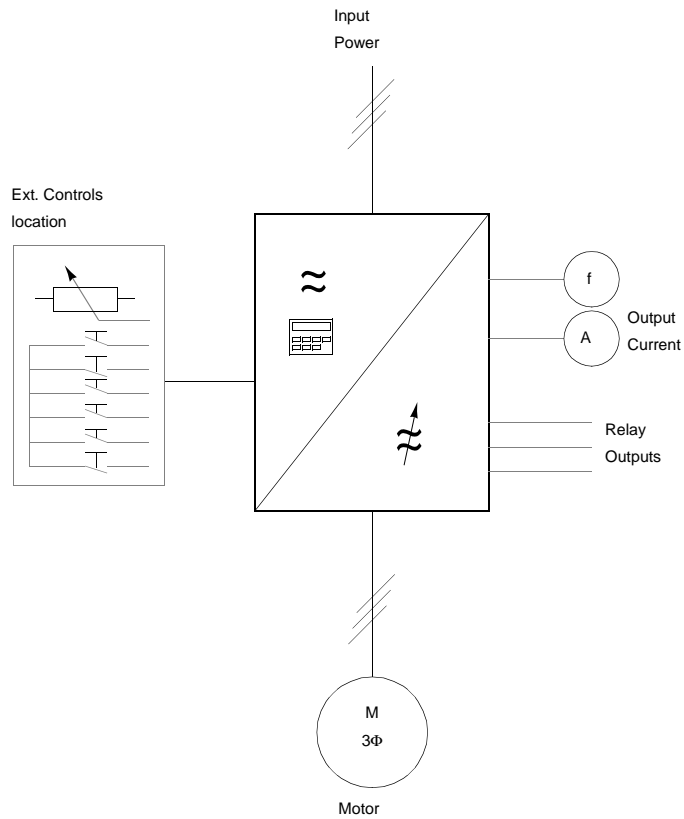 Input
Power
Ext. Controls
location
f
Output
A
Current
Relay
Outputs
M
3Φ
Motor